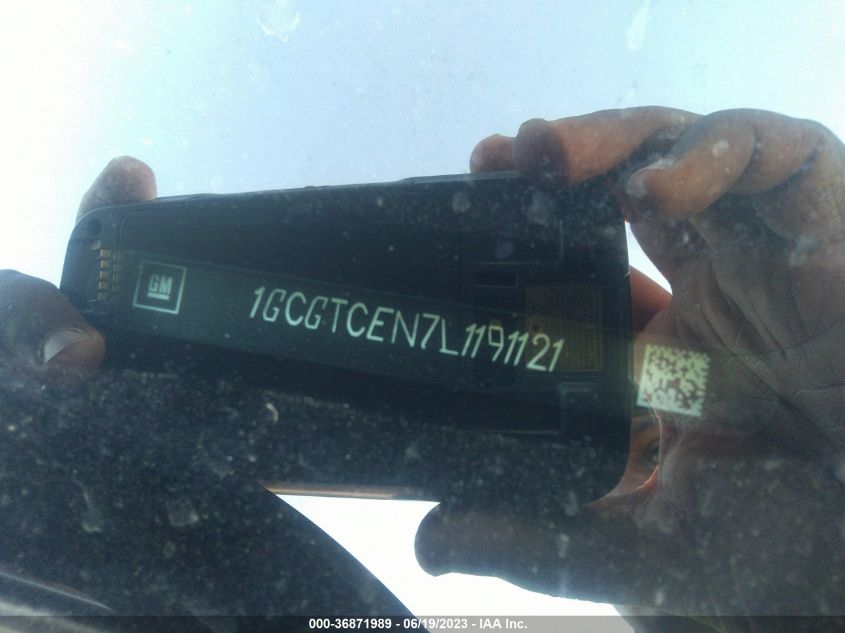 GM
1GCGTCEN7L1191121
000-36871989 - 06/19/2023 - IAA Inc.